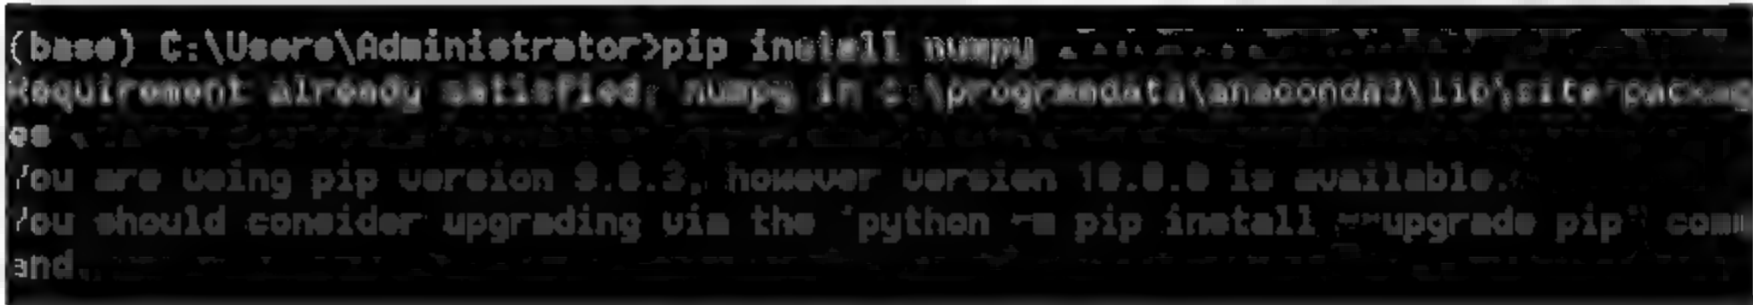 (base) C:\Users\Administrator>pip install numpy
Requirement already satisfied: numpy in c:\programdata\anaconda3\lib\site-packag
es
You are using pip version 9.0.3, however version 10.0.0 is available.
You should consider upgrading via the 'python -m pip install --upgrade pip' comm
and.